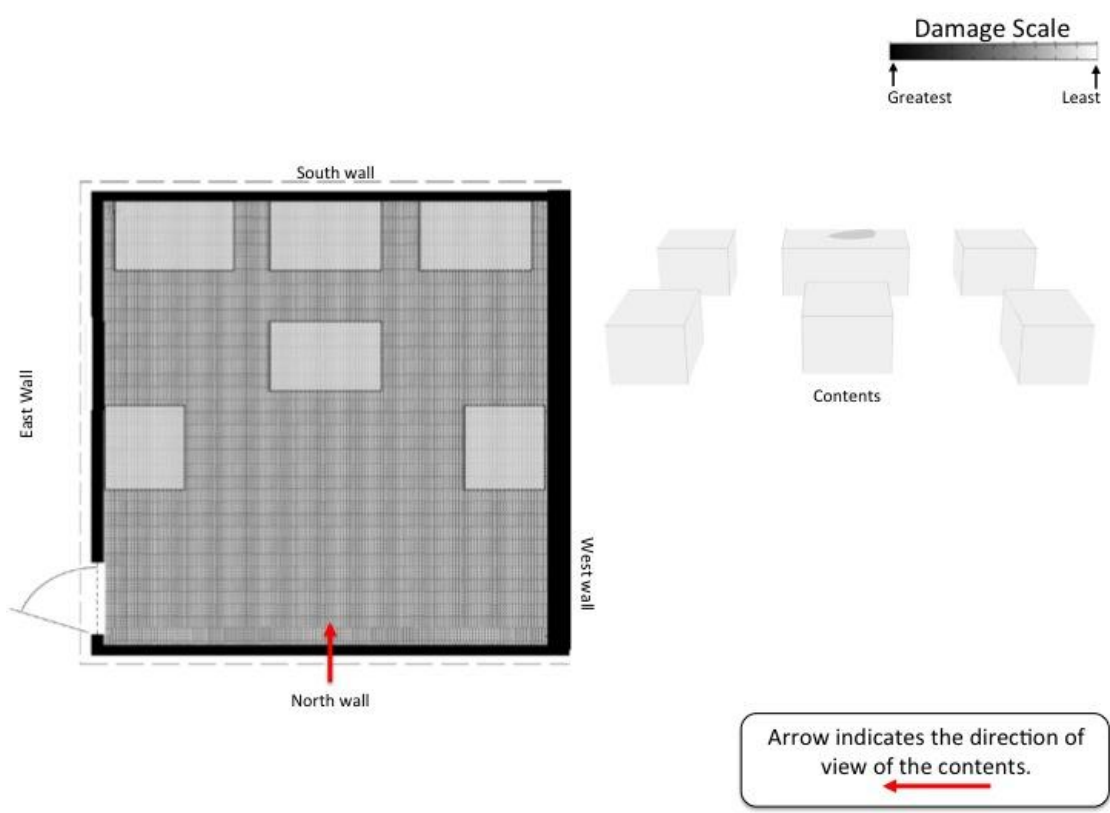 Damage Scale
Greatest
Least
South wall
East Wall
Contents
West wall
North wall
Arrow indicates the direction of
view of the contents.